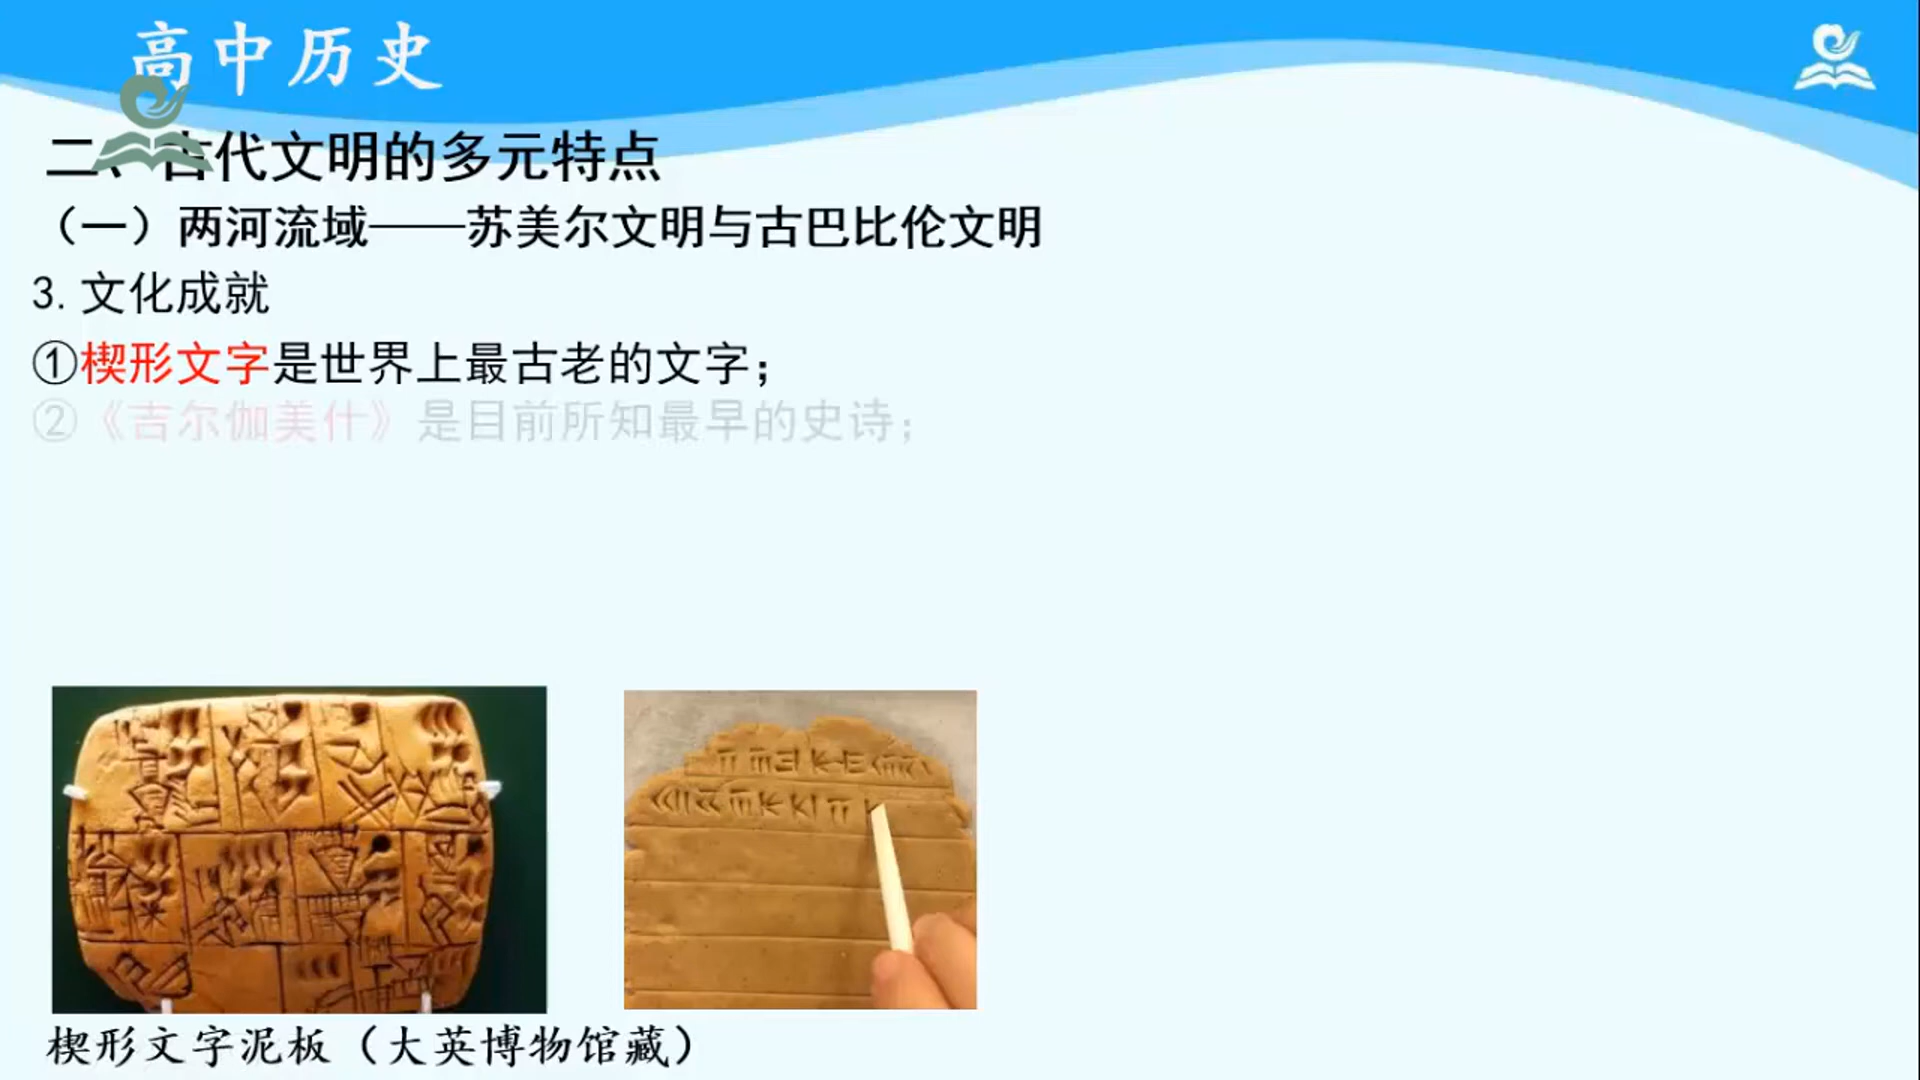 高中历史
二、古代文明的多元特点
（一）两河流域——苏美尔文明与古巴比伦文明
3.文化成就
①楔形文字是世界上最古老的文字；
②《吉尔伽美什》是目前所知最早的史诗；
楔形文字泥板（大英博物馆藏）